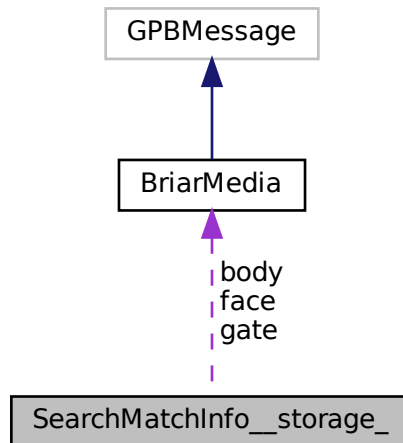 GPBMessage
BriarMedia
body
face
gate
SearchMatchInfo__storage_